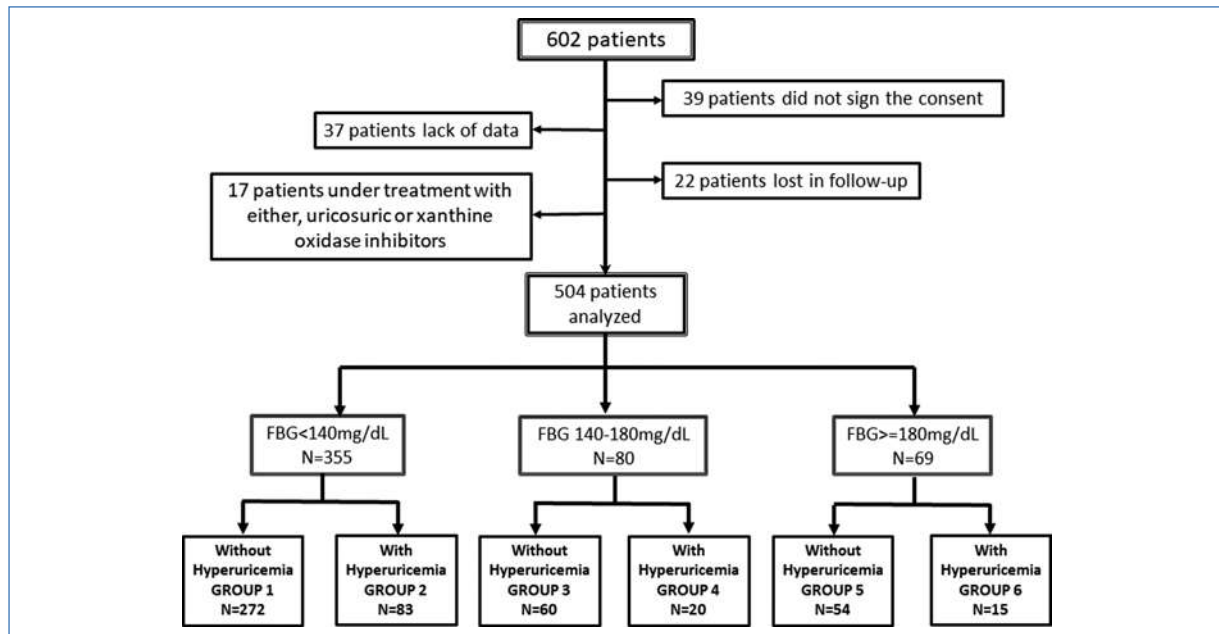 602 patients
39 patients did not sign the consent
37 patients lack of data
22 patients lost in follow-up
17 patients under treatment with
either, uricosuric or xanthine
oxidase inhibitors
504 patients
analyzed
FBG<140mg/dL
N=355
FBG 140-180mg/dL
N=80
FBG>=180mg/dL
N=69
Without
Hyperuricemia
GROUP 1
N=272
With
Hyperuricemia
GROUP 2
N=83
Without
Hyperuricemia
GROUP 3
N=60
With
Hyperuricemia
GROUP 4
N=20
Without
Hyperuricemia
GROUP 5
N=54
With
Hyperuricemia
GROUP 6
N=15